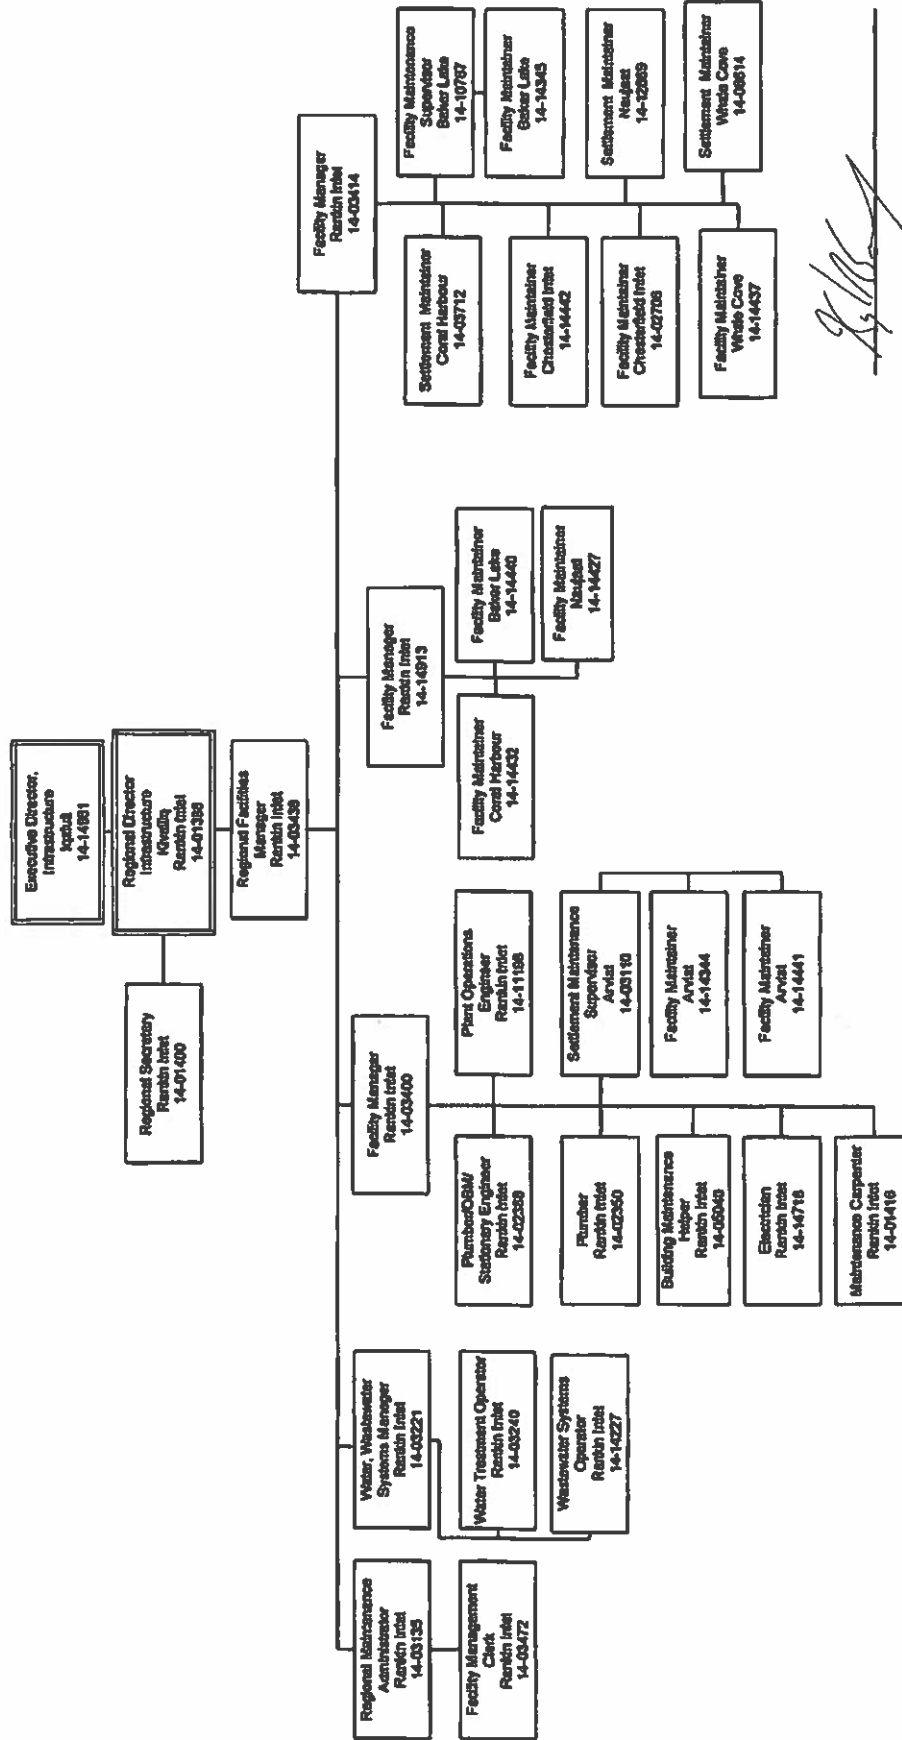 Executive Director,
Infrastructure
Iqaluit
14-14981
Regional Director
Infrastructure
Kivalliq
Rankin Inlet
14-01398
Regional Secretary
Rankin Inlet
14-01400
Regional Facilities
Manager
Rankin Inlet
14-03439
Regional Maintenance
Administrator
Rankin Inlet
14-03135
Facility Management
Clerk
Rankin Inlet
14-03472
Water, Wastewater
Systems Manager
Rankin Inlet
14-03221
Water Treatment Operator
Rankin Inlet
14-03240
Wastewater Systems
Operator
Rankin Inlet
14-14227
Facility Manager
Rankin Inlet
14-03400
Plumber/OBM/
Stationary Engineer
Rankin Inlet
14-02389
Plant Operations
Engineer
Rankin Inlet
14-11198
Plumber
Rankin Inlet
14-02350
Settlement Maintenance
Supervisor
Arviat
14-03110
Building Maintenance
Helper
Rankin Inlet
14-05049
Facility Maintainer
Arviat
14-14344
Electrician
Rankin Inlet
14-14718
Facility Maintainer
Arviat
14-14441
Maintenance Carpenter
Rankin Inlet
14-01416
Facility Manager
Rankin Inlet
14-14913
Facility Maintainer
Coral Harbour
14-14432
Facility Maintainer
Baker Lake
14-14440
Facility Maintainer
Naujaat
14-14427
Facility Manager
Rankin Inlet
14-03414
Settlement Maintainer
Coral Harbour
14-03712
Facility Maintenance
Supervisor
Baker Lake
14-10787
Facility Maintainer
Baker Lake
14-14343
Facility Maintainer
Chesterfield Inlet
14-14442
Facility Maintainer
Chesterfield Inlet
14-02706
Settlement Maintainer
Naujaat
14-12869
Facility Maintainer
Whale Cove
14-14437
Settlement Maintainer
Whale Cove
14-08614